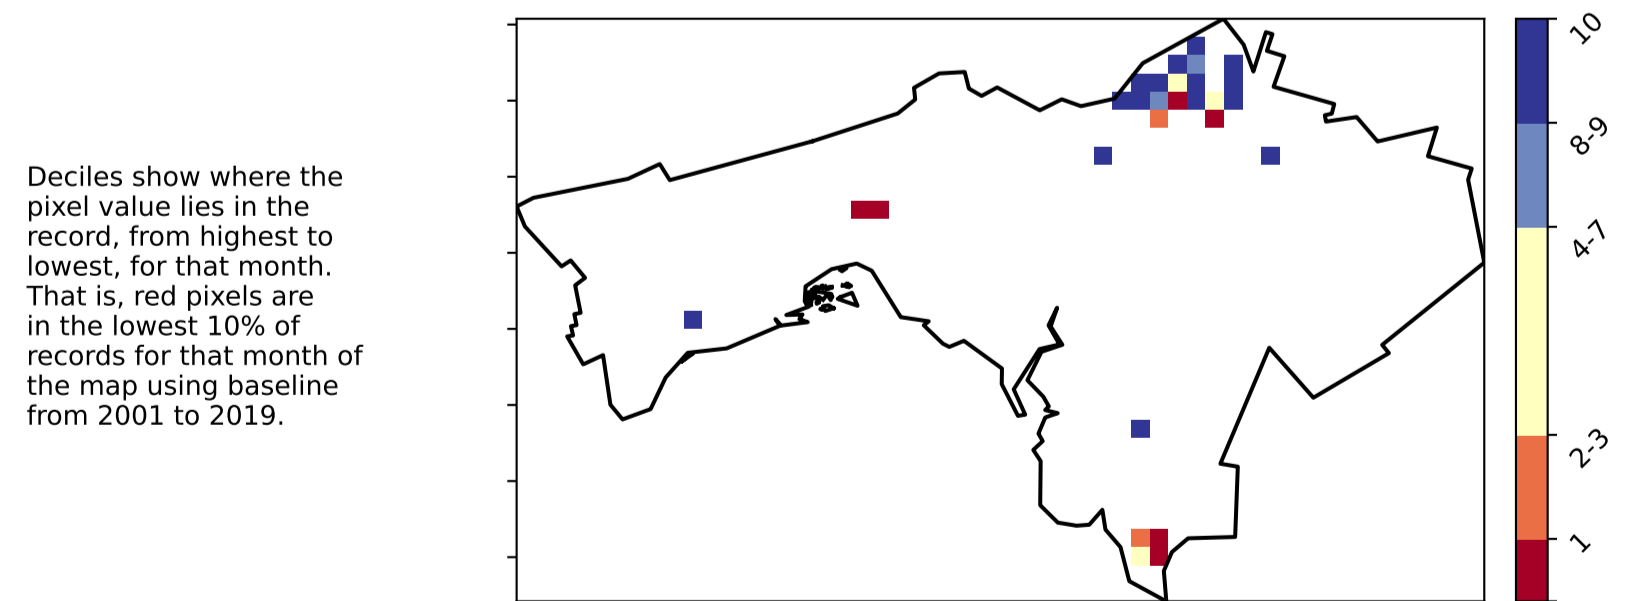 Deciles show where the
pixel value lies in the
record, from highest to
lowest, for that month.
That is, red pixels are
in the lowest 10% of
records for that month of
the map using baseline
from 2001 to 2019.
10
8-9
4-7
2-3
1